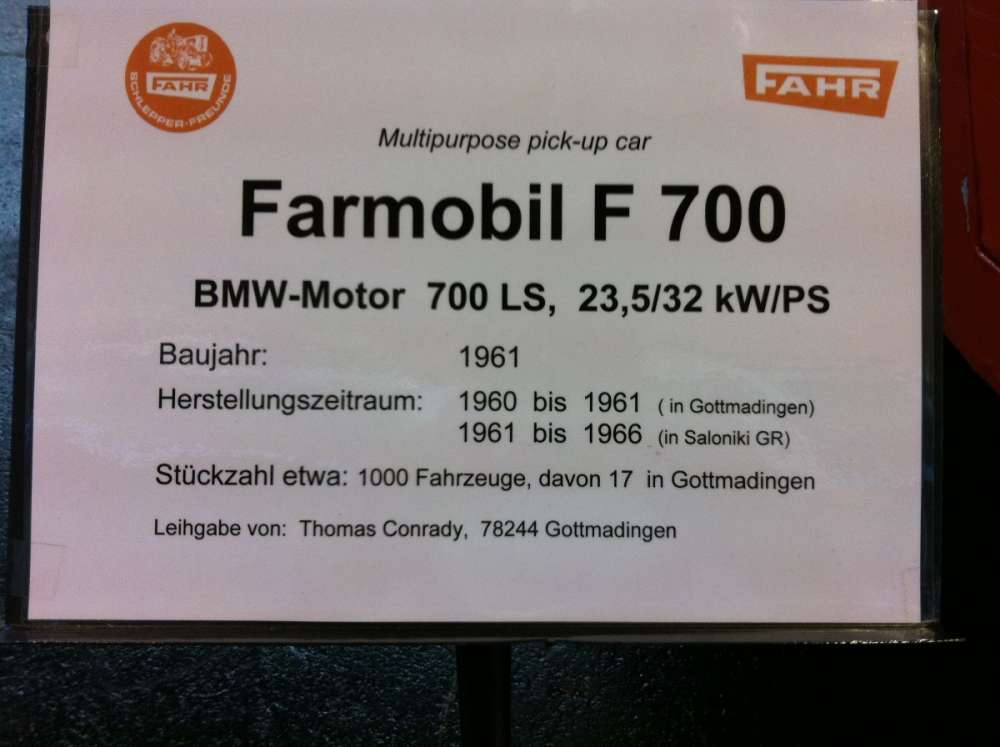 FAHR
SCHLEPPER-FREUNDE
FAHR
Multipurpose pick-up car
Farmobil F 700
BMW-Motor 700 LS, 23,5/32 kW/PS
Baujahr: 1961
Herstellungszeitraum: 1960 bis 1961 ( in Gottmadingen)
1961 bis 1966 (in Saloniki GR)
Stückzahl etwa: 1000 Fahrzeuge, davon 17 in Gottmadingen
Leihgabe von: Thomas Conrady, 78244 Gottmadingen